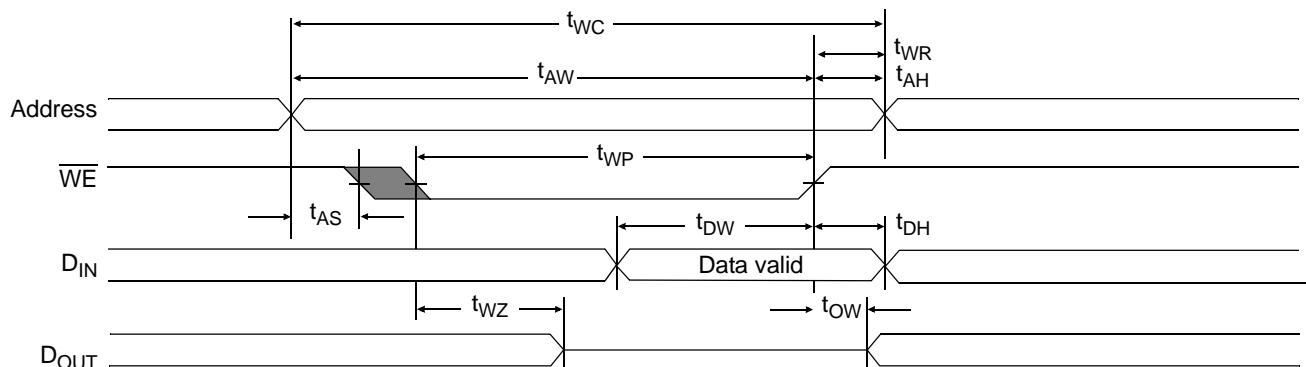 tWC
tWR
tAW
tAH
Address
tWP
WE
tAS
tDW
tDH
DIN
Data valid
tWZ
tOW
DOUT